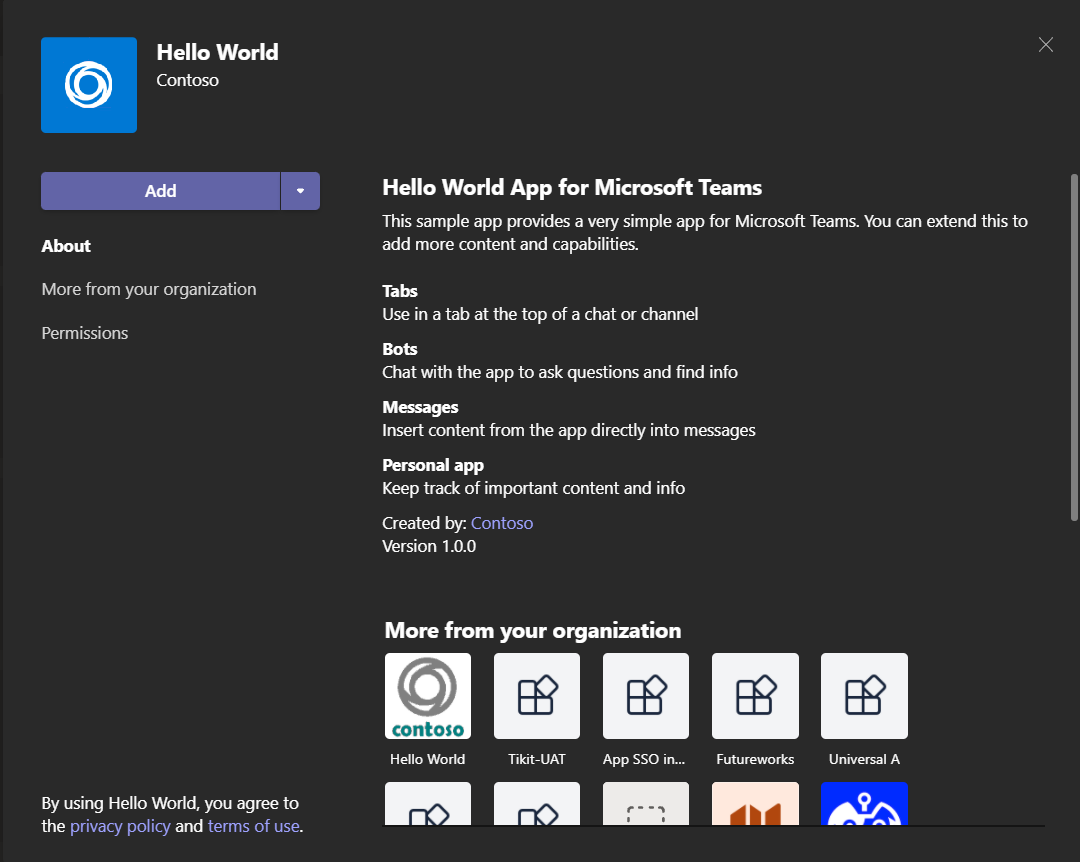 Hello World
Contoso
Add
About
More from your organization
Permissions
Hello World App for Microsoft Teams
This sample app provides a very simple app for Microsoft Teams. You can extend this to
add more content and capabilities.
Tabs
Use in a tab at the top of a chat or channel
Bots
Chat with the app to ask questions and find info
Messages
Insert content from the app directly into messages
Personal app
Keep track of important content and info
Created by: Contoso
Version 1.0.0
More from your organization
contoso
Hello World
Tikit-UAT
App SSO in...
Futureworks
Universal A
By using Hello World, you agree to
the privacy policy and terms of use.